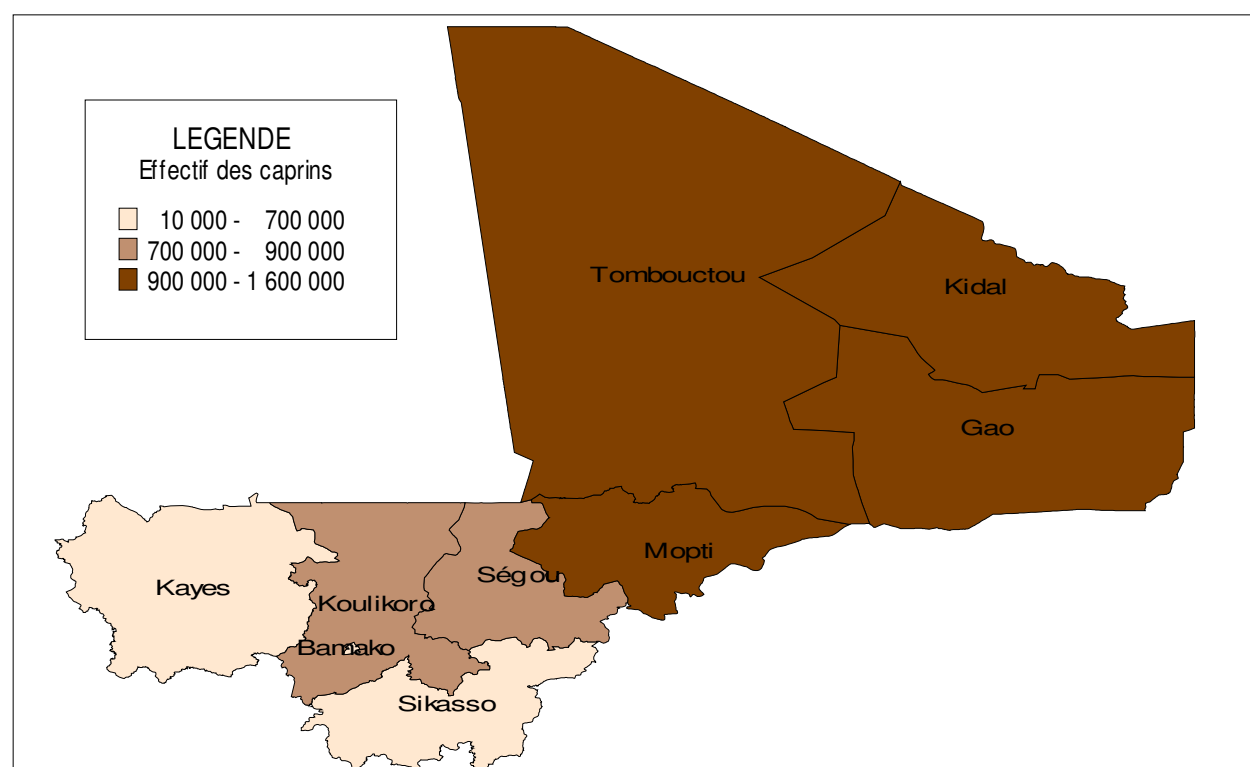 LEGENDE
Effectif des caprins
10 000 - 700 000
700 000 - 900 000
900 000 - 1 600 000
Tombouctou
Kidal
Gao
Mopti
Ségou
Kayes
Koulikoro
Bamako
Sikasso